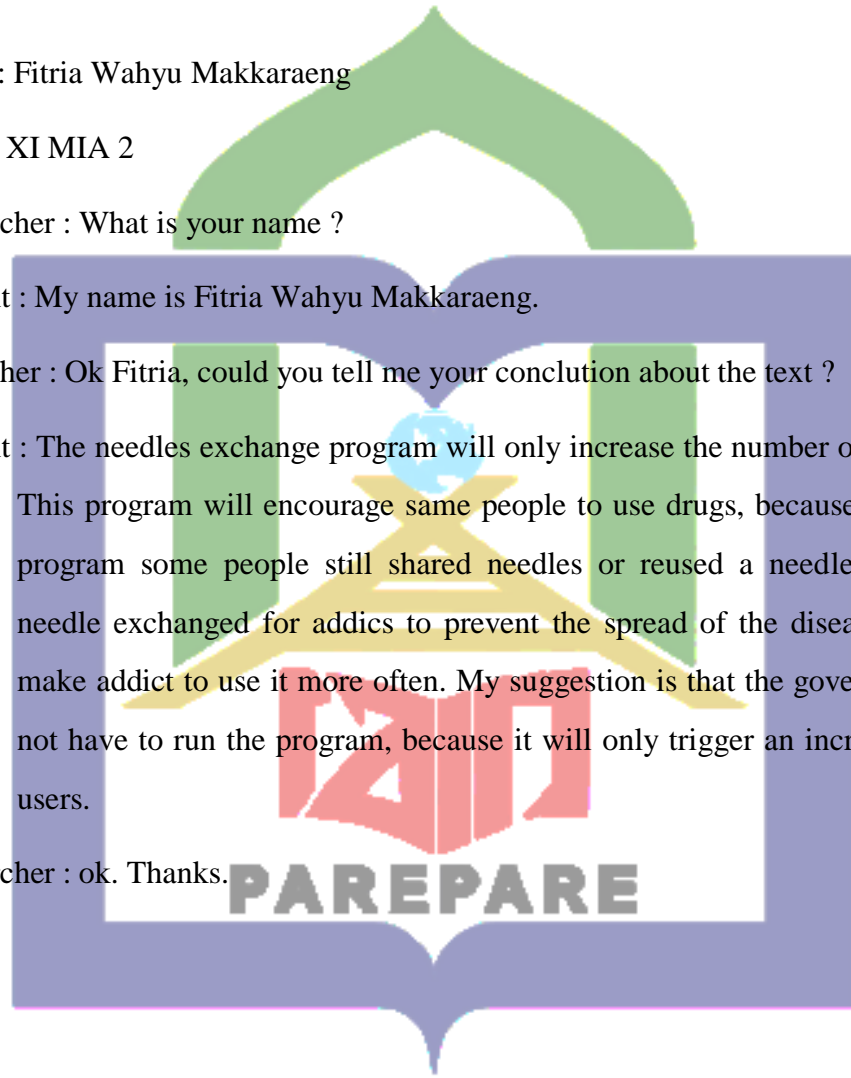 : Fitria Wahyu Makkaraeng
XI MIA 2
cher : What is your name ?
t : My name is Fitria Wahyu Makkaraeng.
her : Ok Fitria, could you tell me your conclution about the text ?
t : The needles exchange program will only increase the number o
This program will encourage same people to use drugs, because
program some people still shared needles or reused a needle
needle exchanged for addics to prevent the spread of the disea
make addict to use it more often. My suggestion is that the gove
not have to run the program, because it will only trigger an incr
users.
cher : ok. Thanks.
PAREPARE